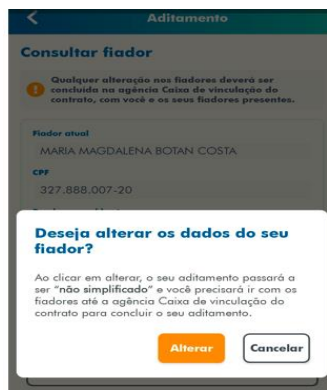 Aditamento
Consultar fiador
Qualquer alteração nos fiadores deverá ser
concluída na agência Caixa de vinculação do
contrato, com você e os seus fiadores presentes.
Fiador atual
MARIA MAGDALENA BOTAN COSTA
CPF
327.888.007-20
Deseja alterar os dados do seu
fiador?
Ao clicar em alterar, o seu aditamento passará a
ser "não simplificado" e você precisará ir com os
fiadores até a agência Caixa de vinculação do
contrato para concluir o seu aditamento.
Alterar
Cancelar